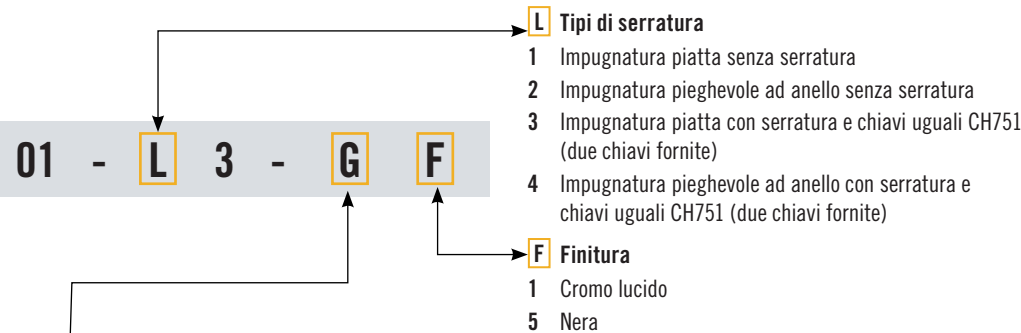 L Tipi di serratura
1 Impugnatura piatta senza serratura
2 Impugnatura pieghevole ad anello senza serratura
3 Impugnatura piatta con serratura e chiavi uguali CH751
(due chiavi fornite)
4 Impugnatura pieghevole ad anello con serratura e
chiavi uguali CH751 (due chiavi fornite)
01 - L 3 - G F
F Finitura
1 Cromo lucido
5 Nera